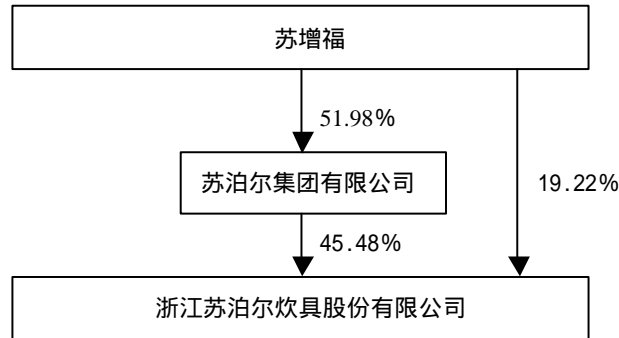 苏增福
51.98%
苏泊尔集团有限公司
19.22%
45.48%
浙江苏泊尔炊具股份有限公司